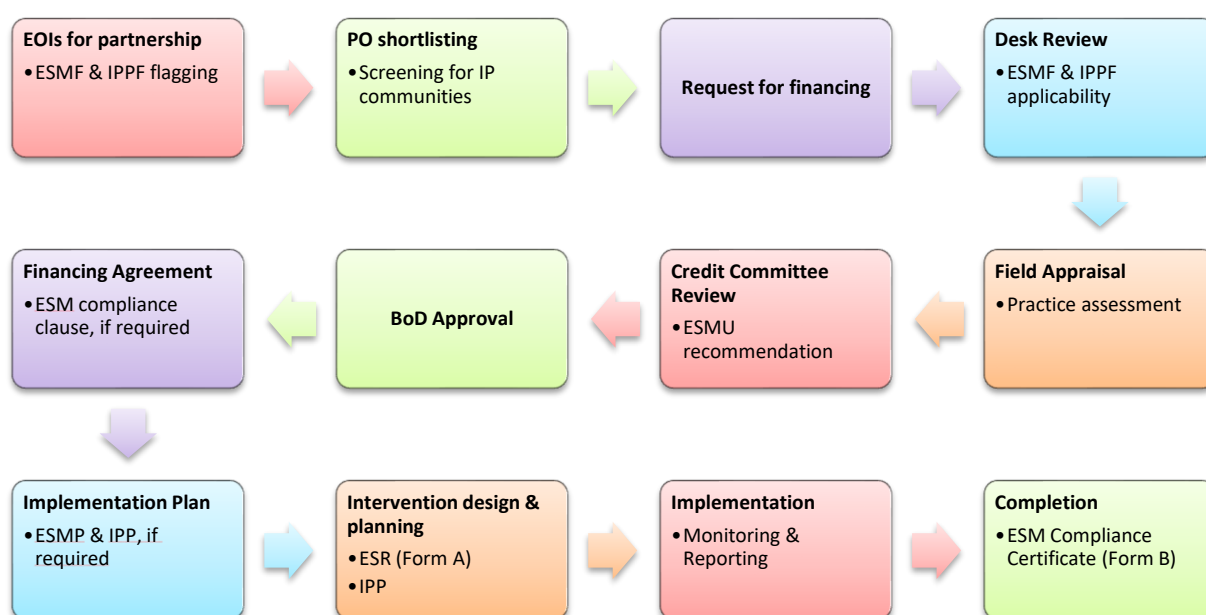 EOIs for partnership
•ESMF & IPPF flagging
PO shortlisting
•Screening for IP
communities
Request for financing
Desk Review
•ESMF & IPPF
applicability
Financing Agreement
•ESM compliance
clause, if required
BoD Approval
Credit Committee
Review
•ESMU
recommendation
Field Appraisal
•Practice assessment
Implementation Plan
•ESMP & IPP, if
required
Intervention design &
planning
•ESR (Form A)
•IPP
Implementation
•Monitoring &
Reporting
Completion
•ESM Compliance
Certificate (Form B)